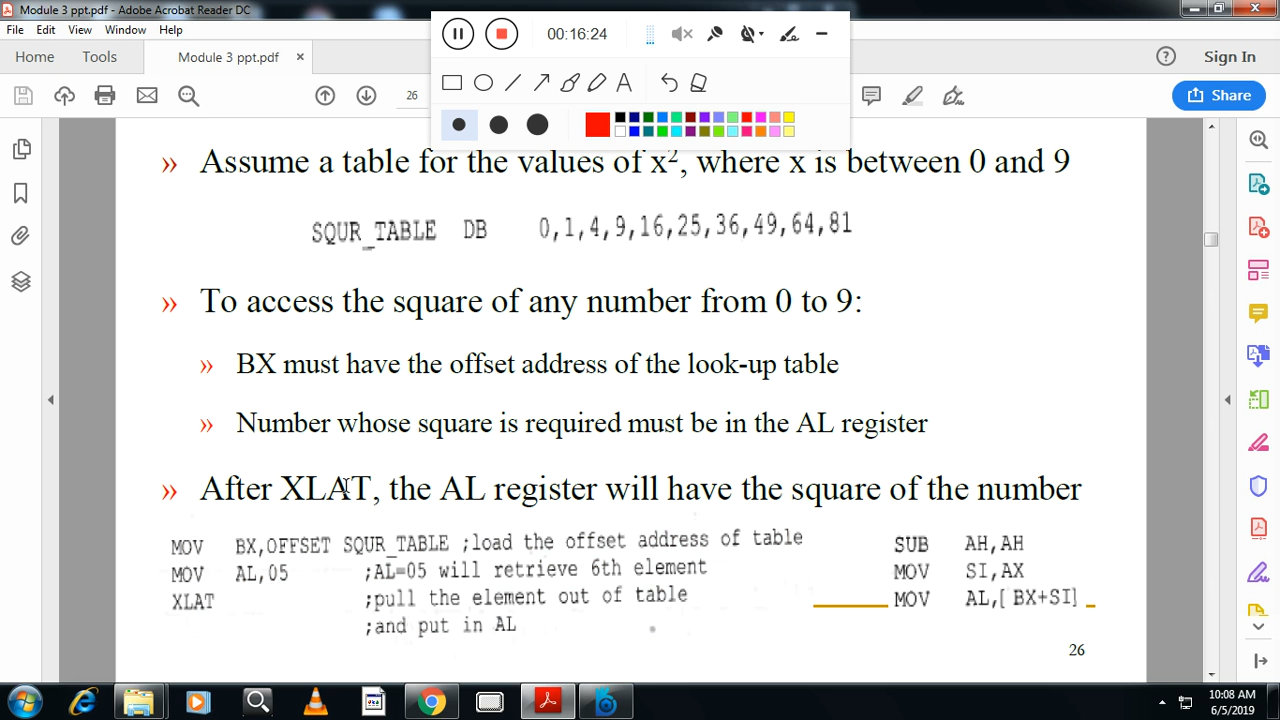 Module 3 ppt.pdf - Adobe Acrobat Reader DC
File Edit View Window Help
00:16:24
Home Tools Module 3 ppt.pdf × Sign In
26 Share
» Assume a table for the values of x², where x is between 0 and 9
SQUR_TABLE DB 0,1,4,9,16,25,36,49,64,81
» To access the square of any number from 0 to 9:
» BX must have the offset address of the look-up table
» Number whose square is required must be in the AL register
» After XLAT, the AL register will have the square of the number
MOV BX,OFFSET SQUR_TABLE ;load the offset address of table
MOV AL,05 ;AL=05 will retrieve 6th element
XLAT ;pull the element out of table
;and put in AL
SUB AH,AH
MOV SI,AX
MOV AL,[BX+SI]
26
10:08 AM
6/5/2019